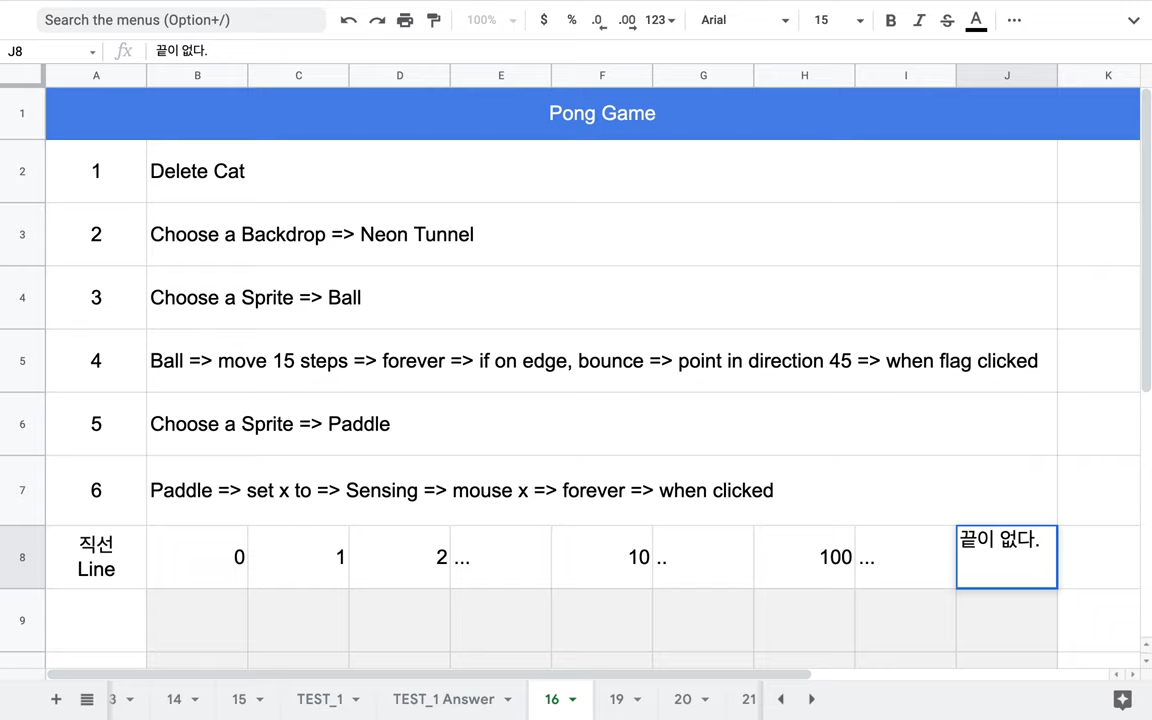 Search the menus (Option+/)
100%
$ % .0 .00 123
Arial
15
B I S A
J8
fx
끝이 없다.
A B C D E F G H I J K
1 Pong Game
2 1 Delete Cat
3 2 Choose a Backdrop => Neon Tunnel
4 3 Choose a Sprite => Ball
5 4 Ball => move 15 steps => forever => if on edge, bounce => point in direction 45 => when flag clicked
6 5 Choose a Sprite => Paddle
7 6 Paddle => set x to => Sensing => mouse x => forever => when clicked
8 직선
Line
0 1 2 ... 10 .. 100 ... 끝이 없다.
9
3 14 15 TEST_1 TEST_1 Answer 16 19 20 21